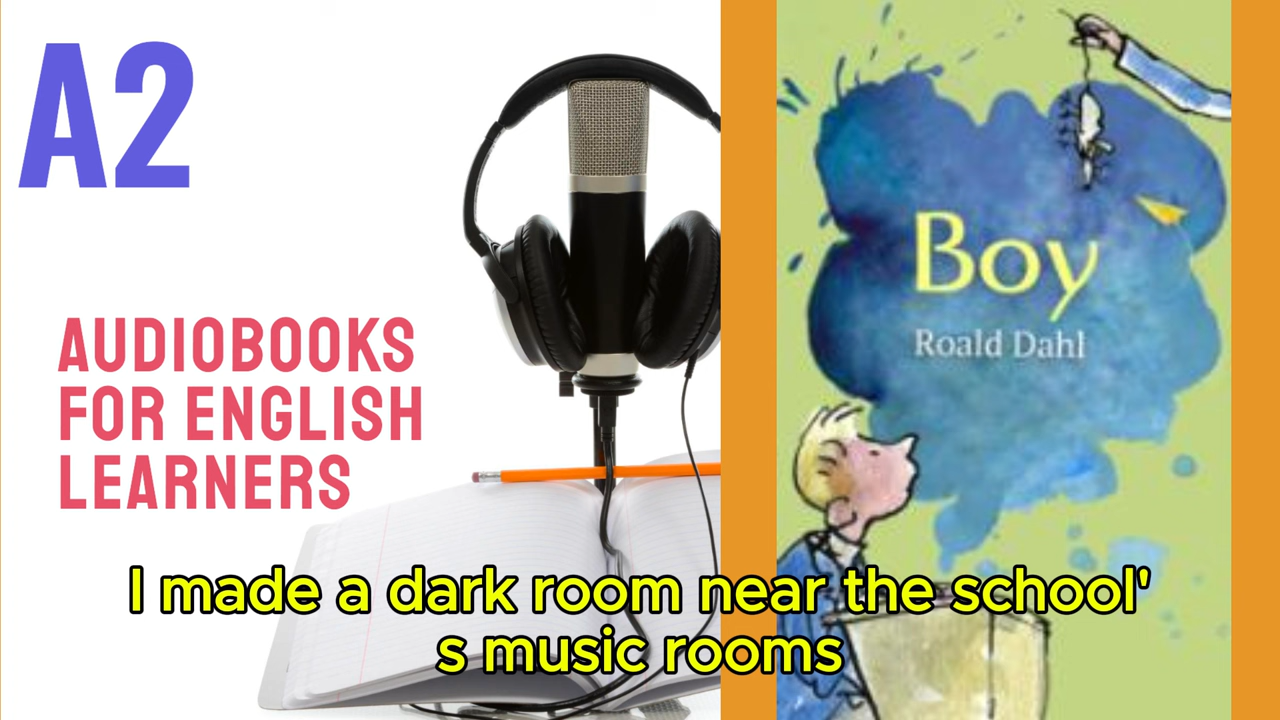 A2
AUDIOBOOKS
FOR ENGLISH
LEARNERS
Boy
Roald Dahl
I made a dark room near the school'
s music rooms